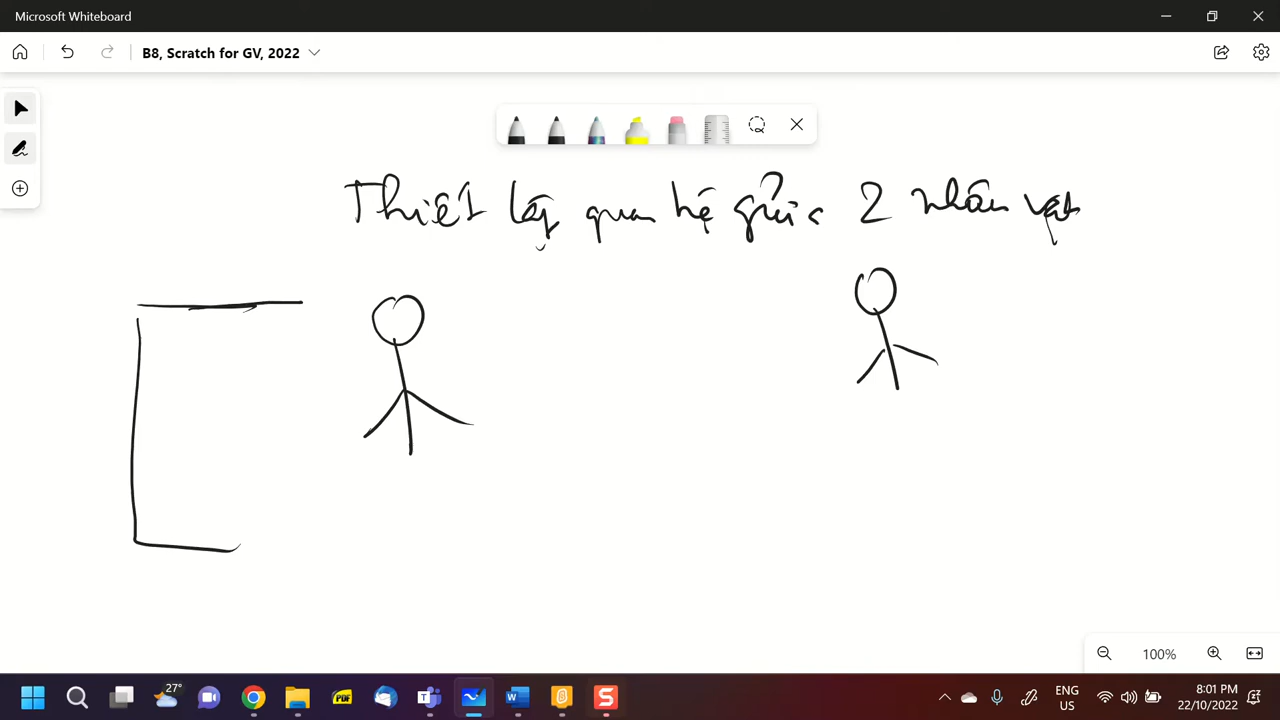 Microsoft Whiteboard
B8, Scratch for GV, 2022
Thiết lập quan hệ giữa 2 nhân vật
100%
27°
PDF
S
ENG
US
8:01 PM
22/10/2022